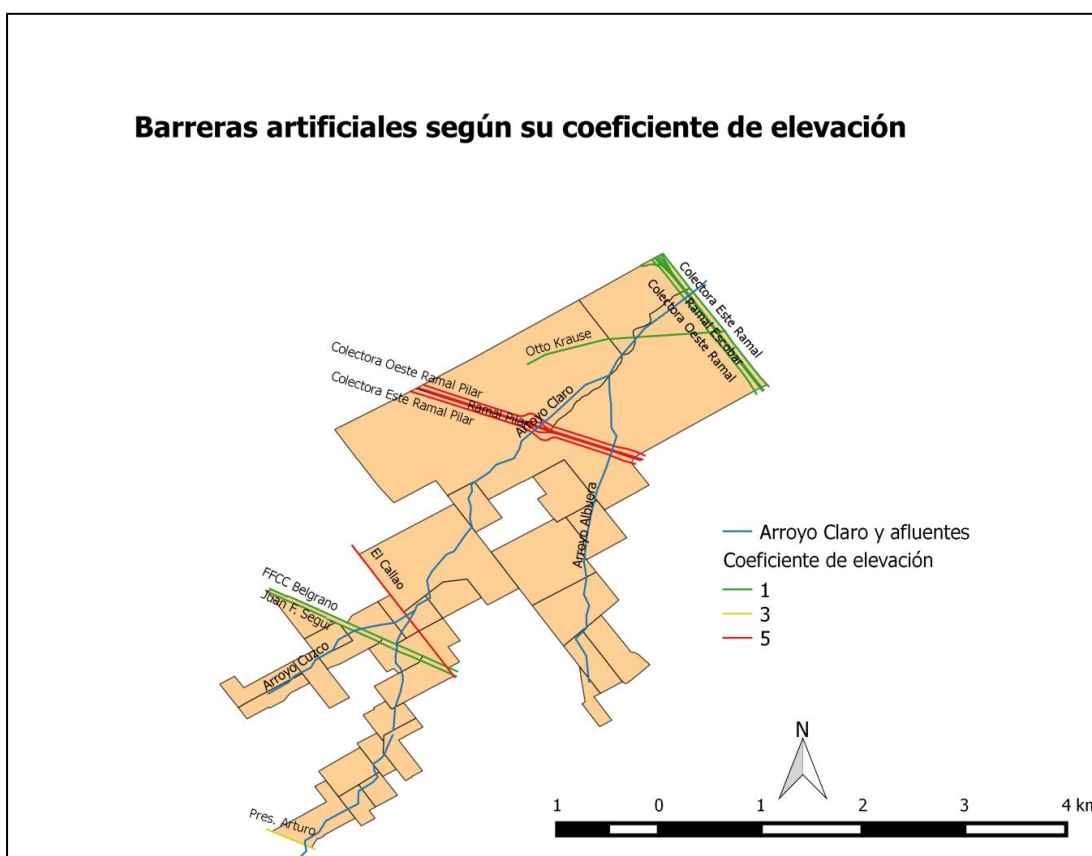 Barreras artificiales según su coeficiente de elevación
Colectora Este Ramal
Ramal Escobar
Colectora Oeste Ramal
Otto Krause
Colectora Oeste Ramal Pilar
Colectora Este Ramal Pilar
Ramal Pilar
Arroyo Claro
Arroyo Albuera
El Callao
FFCC Belgrano
Juan F. Seguí
Arroyo Cuzco
Pres. Arturo
Arroyo Claro y afluentes
Coeficiente de elevación
1
3
5
N
1 0 1 2 3 4 km